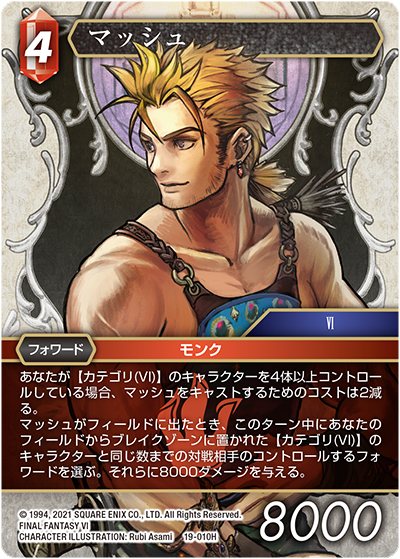 4
マッシュ
VI
フォワード
モンク
あなたが【カテゴリ(VI)】のキャラクターを4体以上コントロー
ルしている場合、マッシュをキャストするためのコストは2減
る。
マッシュがフィールドに出たとき、このターン中にあなたの
フィールドからブレイクゾーンに置かれた【カテゴリ(VI)】の
キャラクターと同じ数までの対戦相手のコントロールするフォ
ワードを選ぶ。それらに8000ダメージを与える。
© 1994, 2021 SQUARE ENIX CO., LTD. All Rights Reserved.
FINAL FANTASY VI
CHARACTER ILLUSTRATION: Rubi Asami 19-010H
8000